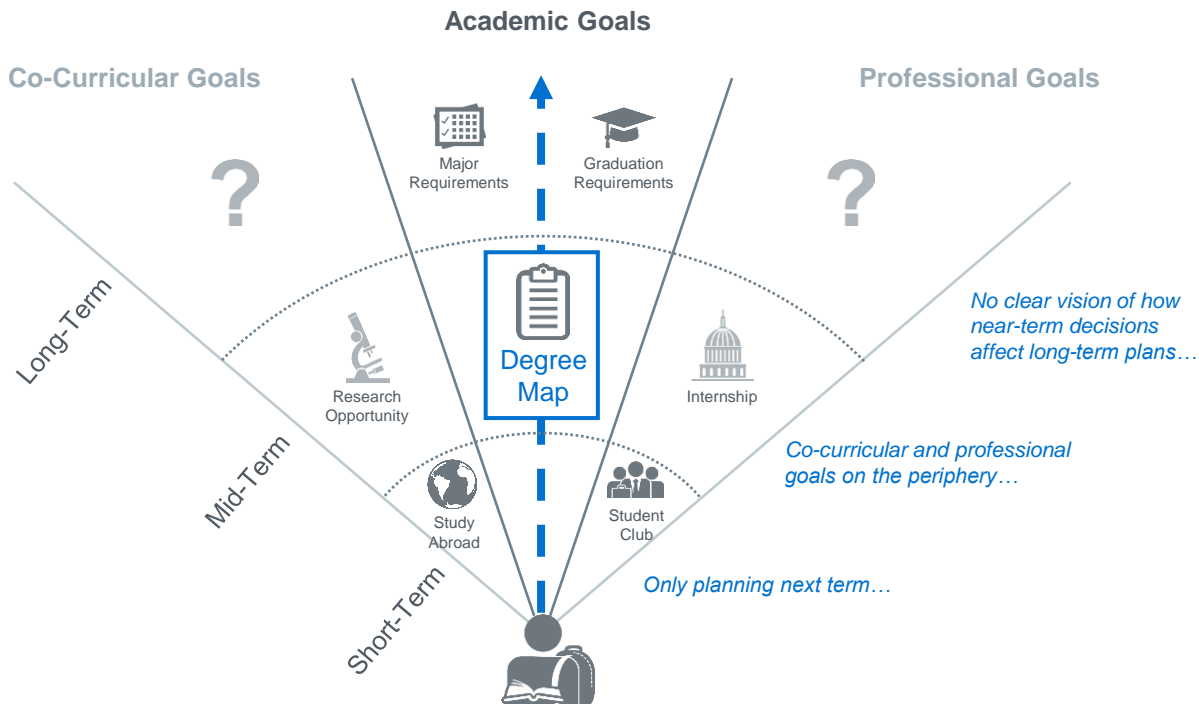 Academic Goals
Co-Curricular Goals
Professional Goals
Major
Requirements
Graduation
Requirements
?
?
Long-Term
No clear vision of how
near-term decisions
affect long-term plans…
Degree
Map
Research
Opportunity
Internship
Mid-Term
Co-curricular and professional
goals on the periphery…
Study
Abroad
Student
Club
Short-Term
Only planning next term…